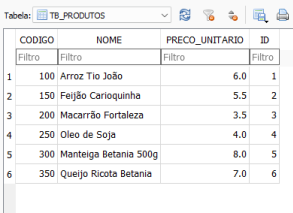 Tabela: TB_PRODUTOS
CODIGO NOME PRECO_UNITARIO ID
Filtro Filtro Filtro Filtro
1 100 Arroz Tio João 6.0 1
2 150 Feijão Carioquinha 5.5 2
3 200 Macarrão Fortaleza 3.5 3
4 250 Oleo de Soja 4.0 4
5 300 Manteiga Betania 500g 8.0 5
6 350 Queijo Ricota Betania 7.0 6